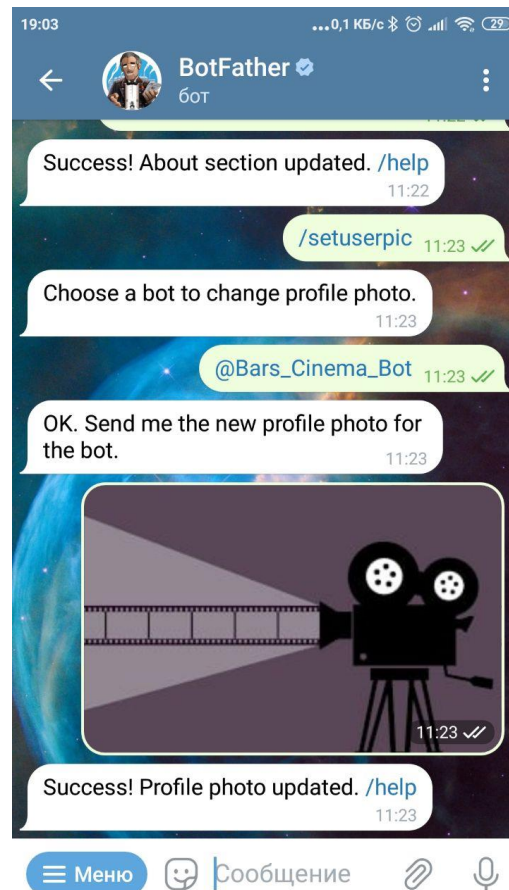 19:03
...0,1 КБ/с 29
BotFather
бот
Success! About section updated. /help
11:22
/setuserpic 11:23
Choose a bot to change profile photo.
11:23
@Bars_Cinema_Bot 11:23
OK. Send me the new profile photo for
the bot. 11:23
11:23
Success! Profile photo updated. /help
11:23
Меню Сообщение